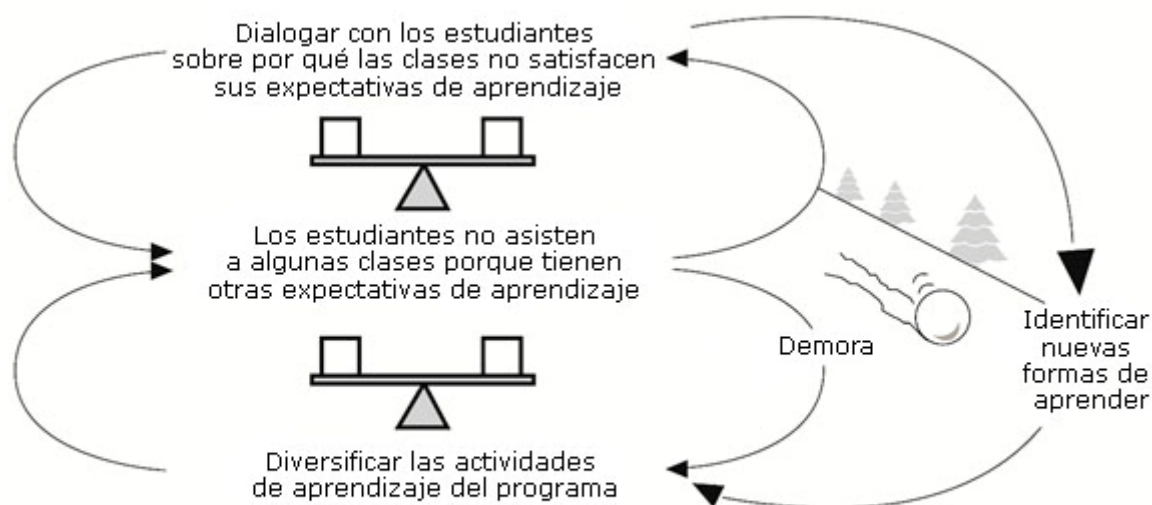 Dialogar con los estudiantes
sobre por qué las clases no satisfacen
sus expectativas de aprendizaje
Los estudiantes no asisten
a algunas clases porque tienen
otras expectativas de aprendizaje
Demora
Identificar
nuevas
formas de
aprender
Diversificar las actividades
de aprendizaje del programa